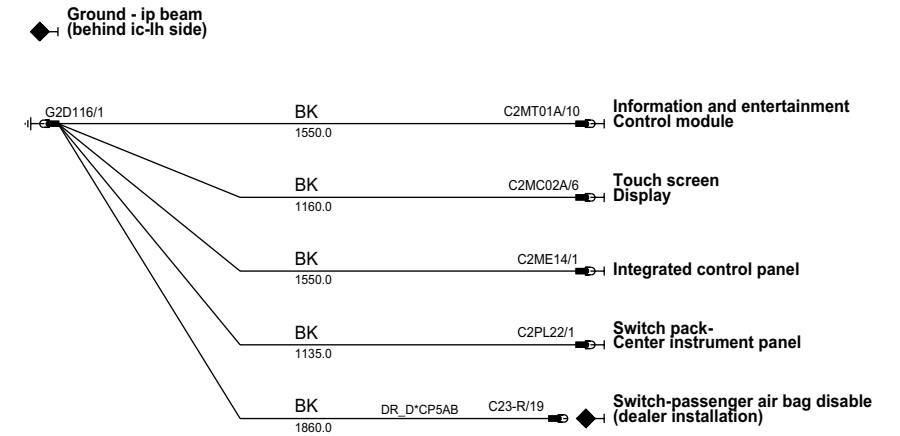 Ground - ip beam
(behind ic-lh side)
G2D116/1
BK
C2MT01A/10
Information and entertainment
Control module
1550.0
BK
C2MC02A/6
Touch screen
Display
1160.0
BK
C2ME14/1
Integrated control panel
1550.0
BK
C2PL22/1
Switch pack-
Center instrument panel
1135.0
BK
DR_D*CP5AB
C23-R/19
Switch-passenger air bag disable
(dealer installation)
1860.0